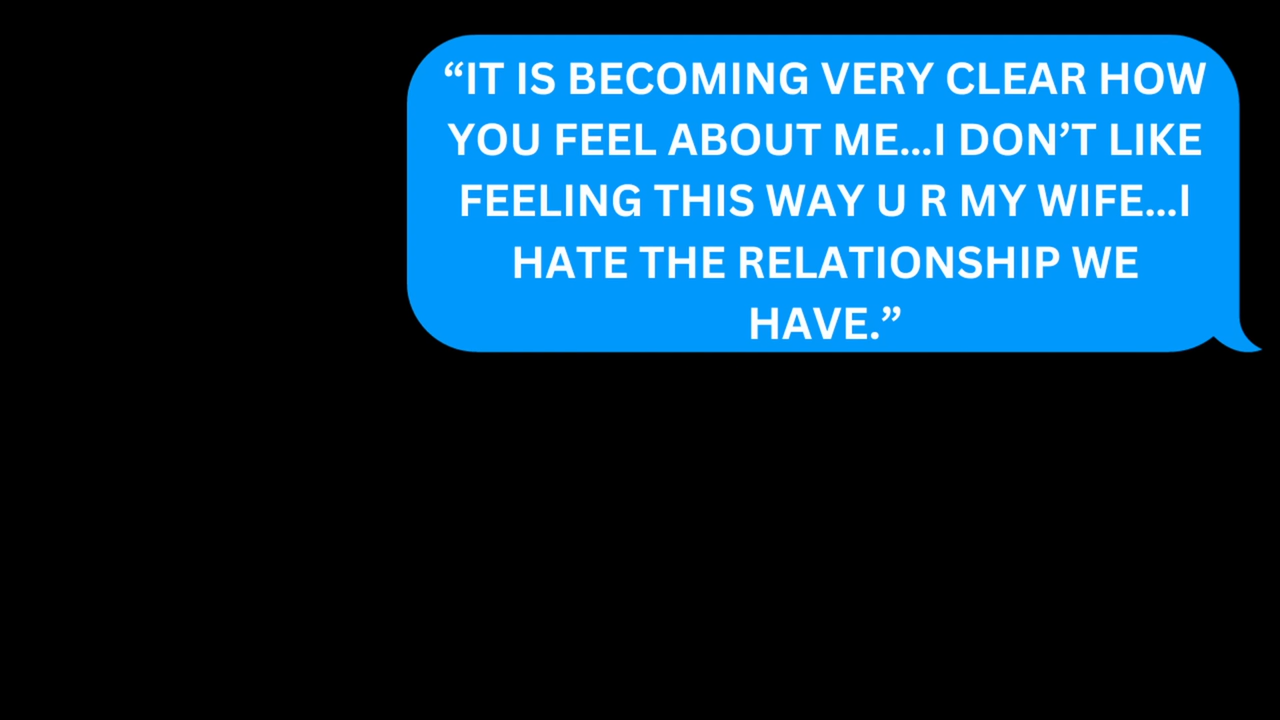 “IT IS BECOMING VERY CLEAR HOW
YOU FEEL ABOUT ME...I DON’T LIKE
FEELING THIS WAY U R MY WIFE...I
HATE THE RELATIONSHIP WE
HAVE.”